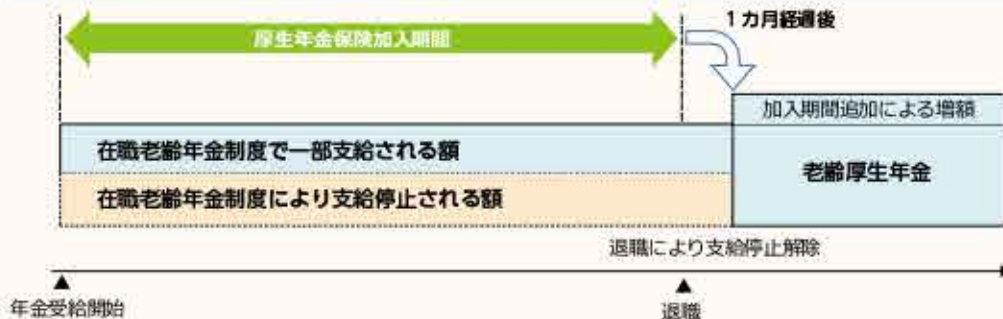 1カ月経過後
厚生年金保険加入期間
加入期間追加による増額
在職老齢年金制度で一部支給される額
老齢厚生年金
在職老齢年金制度により支給停止される額
退職により支給停止解除
年金受給開始
退職